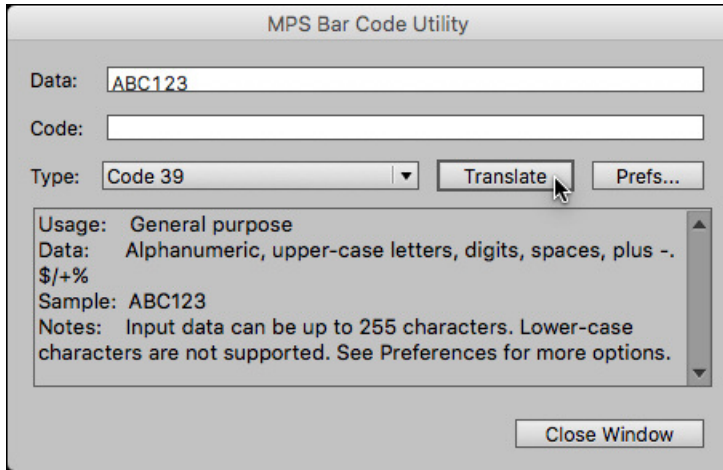 MPS Bar Code Utility
Data: ABC123
Code:
Type: Code 39 Translate Prefs...
Usage: General purpose
Data: Alphanumeric, upper-case letters, digits, spaces, plus -.
$/+%
Sample: ABC123
Notes: Input data can be up to 255 characters. Lower-case
characters are not supported. See Preferences for more options.
Close Window